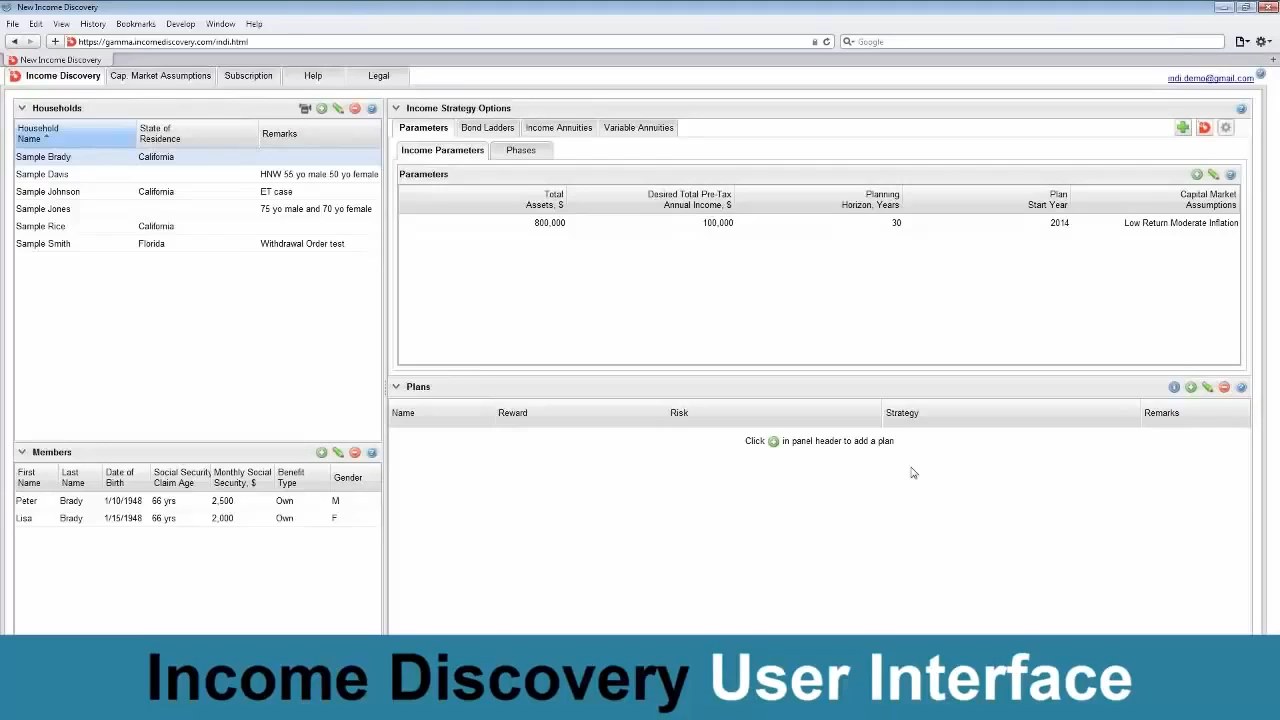 New Income Discovery
File Edit View History Bookmarks Develop Window Help
https://gamma.incomediscovery.com/indi.html
Google
New Income Discovery
Income Discovery Cap. Market Assumptions Subscription Help Legal
indi.demo@gmail.com
Households
Household Name State of Residence Remarks
Sample Brady California
Sample Davis HNW 55 yo male 50 yo female
Sample Johnson California ET case
Sample Jones 75 yo male and 70 yo female
Sample Rice California
Sample Smith Florida Withdrawal Order test
Income Strategy Options
Parameters Bond Ladders Income Annuities Variable Annuities
Income Parameters Phases
Parameters
Total Assets, $ Desired Total Pre-Tax Annual Income, $ Planning Horizon, Years Plan Start Year Capital Market Assumptions
800,000 100,000 30 2014 Low Return Moderate Inflation
Plans
Name Reward Risk Strategy Remarks
Click in panel header to add a plan
Members
First Name Last Name Date of Birth Social Security Claim Age Monthly Social Security, $ Benefit Type Gender
Peter Brady 1/10/1948 66 yrs 2,500 Own M
Lisa Brady 1/15/1948 66 yrs 2,000 Own F
Income Discovery User Interface